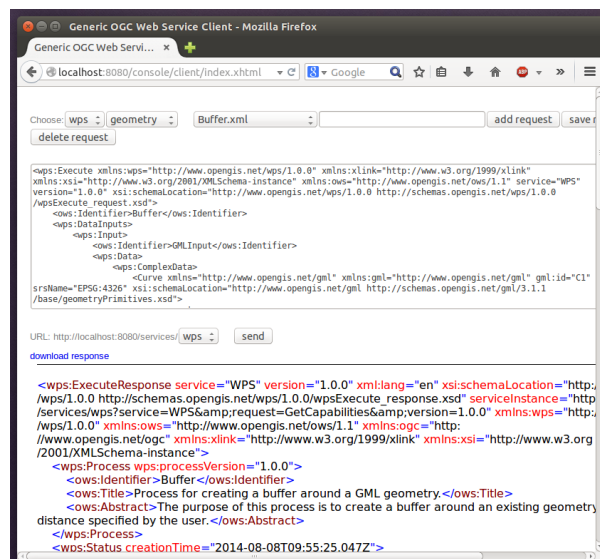 Generic OGC Web Service Client - Mozilla Firefox
Generic OGC Web Servi...
localhost:8080/console/client/index.xhtml
Google
ABP
Choose: wps geometry Buffer.xml add request save r
delete request
<wps:Execute xmlns:wps="http://www.opengis.net/wps/1.0.0" xmlns:xlink="http://www.w3.org/1999/xlink"
xmlns:xsi="http://www.w3.org/2001/XMLSchema-instance" xmlns:ows="http://www.opengis.net/ows/1.1" service="WPS"
version="1.0.0" xsi:schemaLocation="http://www.opengis.net/wps/1.0.0 http://schemas.opengis.net/wps/1.0.0
/wpsExecute_request.xsd">
<ows:Identifier>Buffer</ows:Identifier>
<wps:DataInputs>
<wps:Input>
<ows:Identifier>GMLInput</ows:Identifier>
<wps:Data>
<wps:ComplexData>
<Curve xmlns="http://www.opengis.net/gml" xmlns:gml="http://www.opengis.net/gml" gml:id="C1"
srsName="EPSG:4326" xsi:schemaLocation="http://www.opengis.net/gml http://schemas.opengis.net/gml/3.1.1
/base/geometryPrimitives.xsd">
URL: http://localhost:8080/services/ wps send
download response
<wps:ExecuteResponse service="WPS" version="1.0.0" xml:lang="en" xsi:schemaLocation="http:/
/wps/1.0.0 http://schemas.opengis.net/wps/1.0.0/wpsExecute_response.xsd" serviceInstance="http
/services/wps?service=WPS&amp;request=GetCapabilities&amp;version=1.0.0" xmlns:wps="http:/
/wps/1.0.0" xmlns:ows="http://www.opengis.net/ows/1.1" xmlns:ogc="http:
//www.opengis.net/ogc" xmlns:xlink="http://www.w3.org/1999/xlink" xmlns:xsi="http://www.w3.org
/2001/XMLSchema-instance">
<wps:Process wps:processVersion="1.0.0">
<ows:Identifier>Buffer</ows:Identifier>
<ows:Title>Process for creating a buffer around a GML geometry.</ows:Title>
<ows:Abstract>The purpose of this process is to create a buffer around an existing geometry
distance specified by the user.</ows:Abstract>
</wps:Process>
<wps:Status creationTime="2014-08-08T09:55:25.047Z">